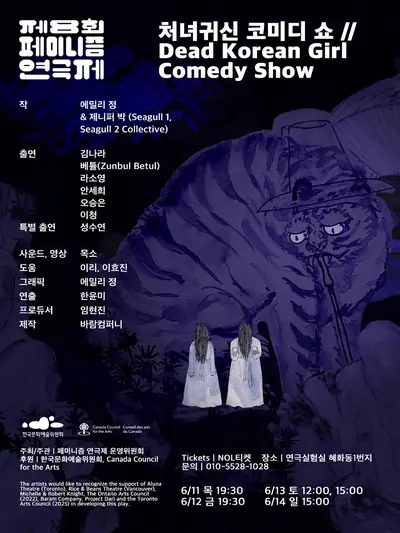 제8회
페미니즘
연극제
처녀귀신 코미디 쇼 //
Dead Korean Girl
Comedy Show
작 에밀리 정
& 제니퍼 박 (Seagull 1,
Seagull 2 Collective)
출연 김나라
베튤(Zunbul Betul)
라소영
안세희
오승은
이청
특별 출연 성수연
사운드, 영상 목소
도움 이리, 이효진
그래픽 에밀리 정
연출 한윤미
프로듀서 임현진
제작 바람컴퍼니
한국문화예술위원회
Canada Council for the Arts
Conseil des arts du Canada
주최/주관 | 페미니즘 연극제 운영위원회
후원 | 한국문화예술위원회, Canada Council
for the Arts
The artists would like to recognize the support of Aluna
Theatre (Toronto), Rice & Beans Theatre (Vancouver),
Michelle & Robert Knight, The Ontario Arts Council
(2022), Baram Company, Project Dari and the Toronto
Arts Council (2025) in developing this play.
Tickets | NOL티켓 장소 | 연극실험실 혜화동1번지
문의 | 010-5528-1028
6/11 목 19:30 6/13 토 12:00, 15:00
6/12 금 19:30 6/14 일 15:00